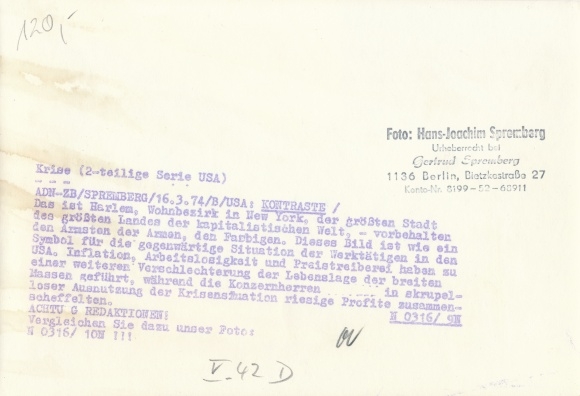 120,-
Foto: Hans-Joachim Spremberg
Urheberrecht bei
Gertrud Spremberg
1136 Berlin, Bietzkestraße 27
Konto-Nr. 8199-52-68911
Krise (2-teilige Serie USA)
ADN-ZB/SPREMBERG/16.3.74/B/USA: KONTRASTE /
Das ist Harlem, Wohnbezirk in New York, der größten Stadt
des größten Landes der kapitalistischen Welt, - vorbehalten
den Ärmsten der Armen, den Farbigen. Dieses Bild ist wie ein
Symbol für die gegenwärtige Situation der Werktätigen in den
USA. Inflation, Arbeitslosigkeit und Preistreiberei haben zu
einer weiteren Verschlechterung der Lebenslage der breiten
Massen geführt, während die Konzernherren in skrupel-
loser Ausnutzung der Krisensituation riesige Profite zusammen-
scheffelten.
N 0316/ 9N
ACHTU G REDAKTIONEN!
Vergleichen Sie dazu unser Foto:
N 0316/ 10N !!!
V-42 D